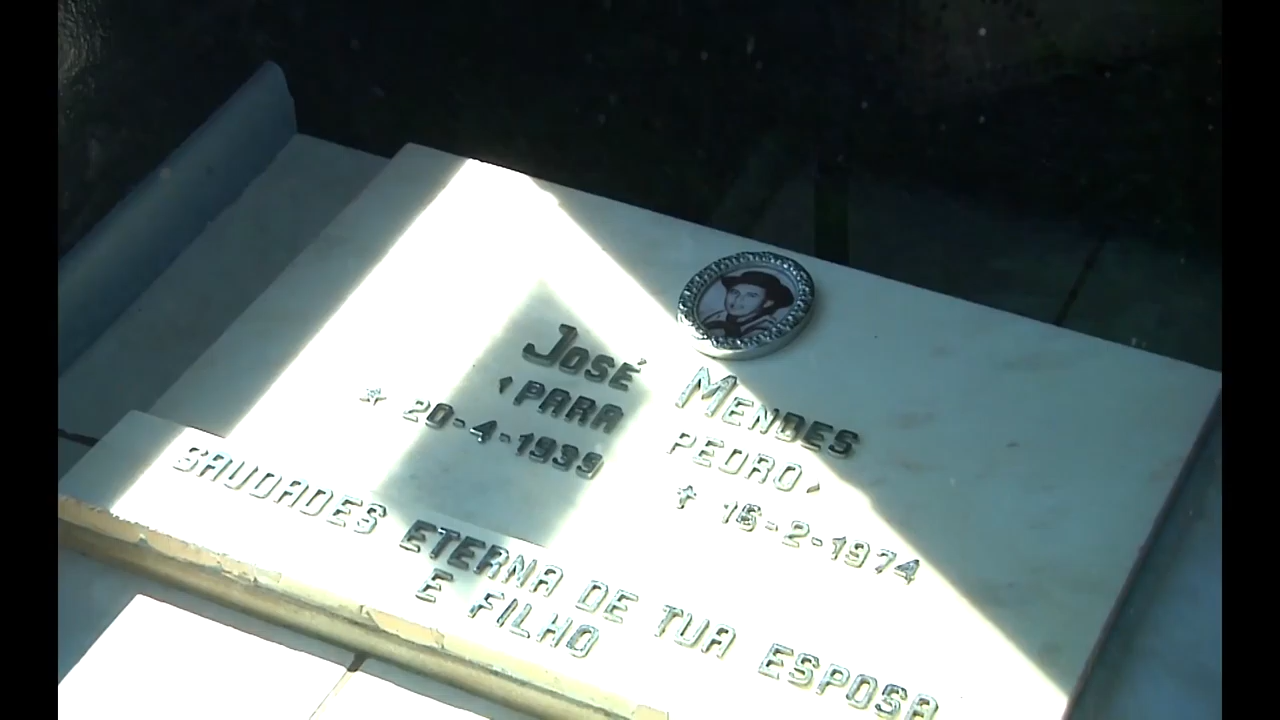 JOSÉ MENDES
'PARA PEDRO'
★ 20-4-1939 ✝ 15-2-1974
SAUDADES ETERNA DE TUA ESPOSA
E FILHO